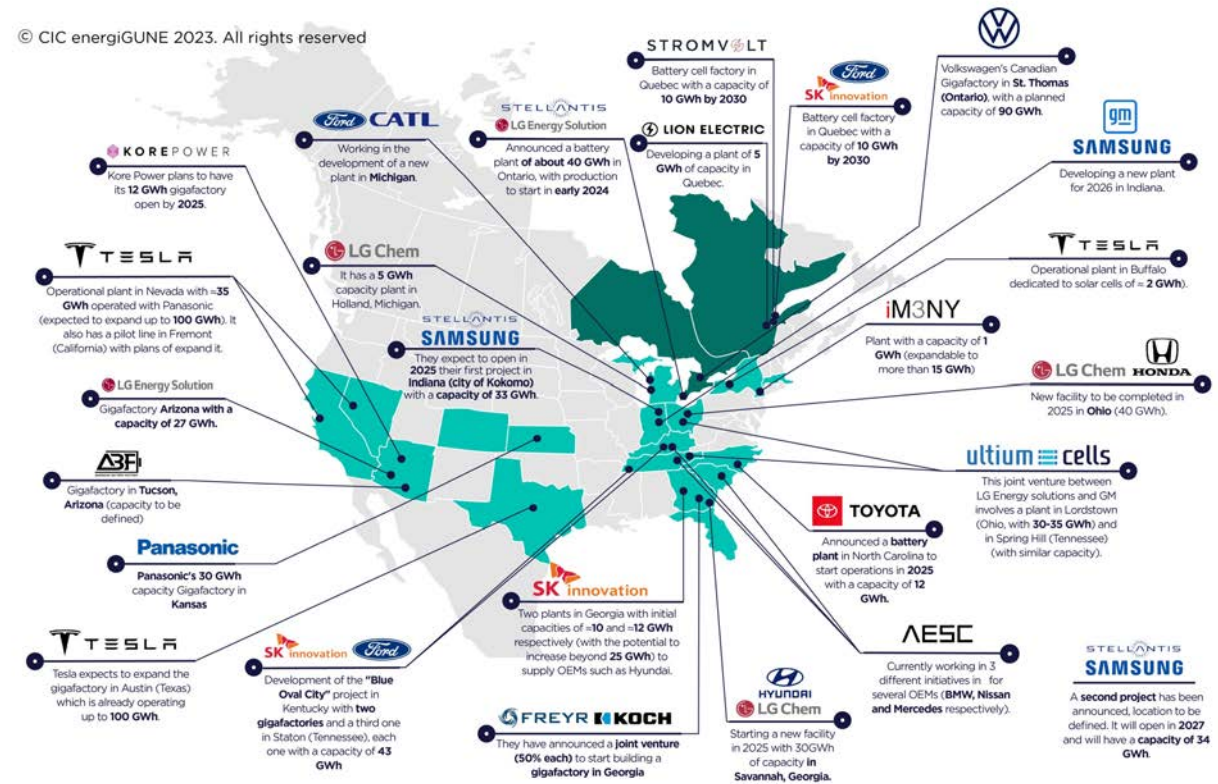 © CIC energiGUNE 2023. All rights reserved
STROMVOLT
Battery cell factory in
Quebec with a capacity of
10 GWh by 2030
Ford
SK innovation
Battery cell factory
in Quebec with a
capacity of 10 GWh
by 2030
Volkswagen's Canadian
Gigafactory in St. Thomas
(Ontario), with a planned
capacity of 90 GWh.
gm
SAMSUNG
Developing a new plant
for 2026 in Indiana.
KOREPOWER
Kore Power plans to have
its 12 GWh gigafactory
open by 2025.
Ford CATL
Working in the
development of a new
plant in Michigan.
STELLANTIS
LG Energy Solution
Announced a battery
plant of about 40 GWh in
Ontario, with production
to start in early 2024
LION ELECTRIC
Developing a plant of 5
GWh of capacity in
Quebec.
TESLA
Operational plant in Nevada with ≈35
GWh operated with Panasonic
(expected to expand up to 100 GWh). It
also has a pilot line in Fremont
(California) with plans of expand it.
LG Chem
It has a 5 GWh
capacity plant in
Holland, Michigan.
STELLANTIS
SAMSUNG
They expect to open in
2025 their first project in
Indiana (city of Kokomo)
with a capacity of 33 GWh.
TESLA
Operational plant in Buffalo
dedicated to solar cells of ≈ 2 GWh).
iM3NY
Plant with a capacity of 1
GWh (expandable to
more than 15 GWh)
LG Chem HONDA
New facility to be completed in
2025 in Ohio (40 GWh).
LG Energy Solution
Gigafactory Arizona with a
capacity of 27 GWh.
ABF
Gigafactory in Tucson,
Arizona (capacity to be
defined)
ultium cells
This joint venture between
LG Energy solutions and GM
involves a plant in Lordstown
(Ohio, with 30-35 GWh) and
in Spring Hill (Tennessee)
(with similar capacity).
Panasonic
Panasonic's 30 GWh
capacity Gigafactory in
Kansas
TOYOTA
Announced a battery
plant in North Carolina to
start operations in 2025
with a capacity of 12
GWh.
TESLA
Tesla expects to expand the
gigafactory in Austin (Texas)
which is already operating
up to 100 GWh.
SK innovation Ford
Development of the "Blue
Oval City" project in
Kentucky with two
gigafactories and a third one
in Staton (Tennessee), each
one with a capacity of 43
GWh
SK innovation
Two plants in Georgia with initial
capacities of ≈10 and ≈12 GWh
respectively (with the potential to
increase beyond 25 GWh) to
supply OEMs such as Hyundai.
FREYR KOCH
They have announced a joint venture
(50% each) to start building a
gigafactory in Georgia
HYUNDAI
LG Chem
Starting a new facility
in 2025 with 30GWh
of capacity in
Savannah, Georgia.
AESC
Currently working in 3
different initiatives in for
several OEMs (BMW, Nissan
and Mercedes respectively).
STELLANTIS
SAMSUNG
A second project has been
announced, location to be
defined. It will open in 2027
and will have a capacity of 34
GWh.